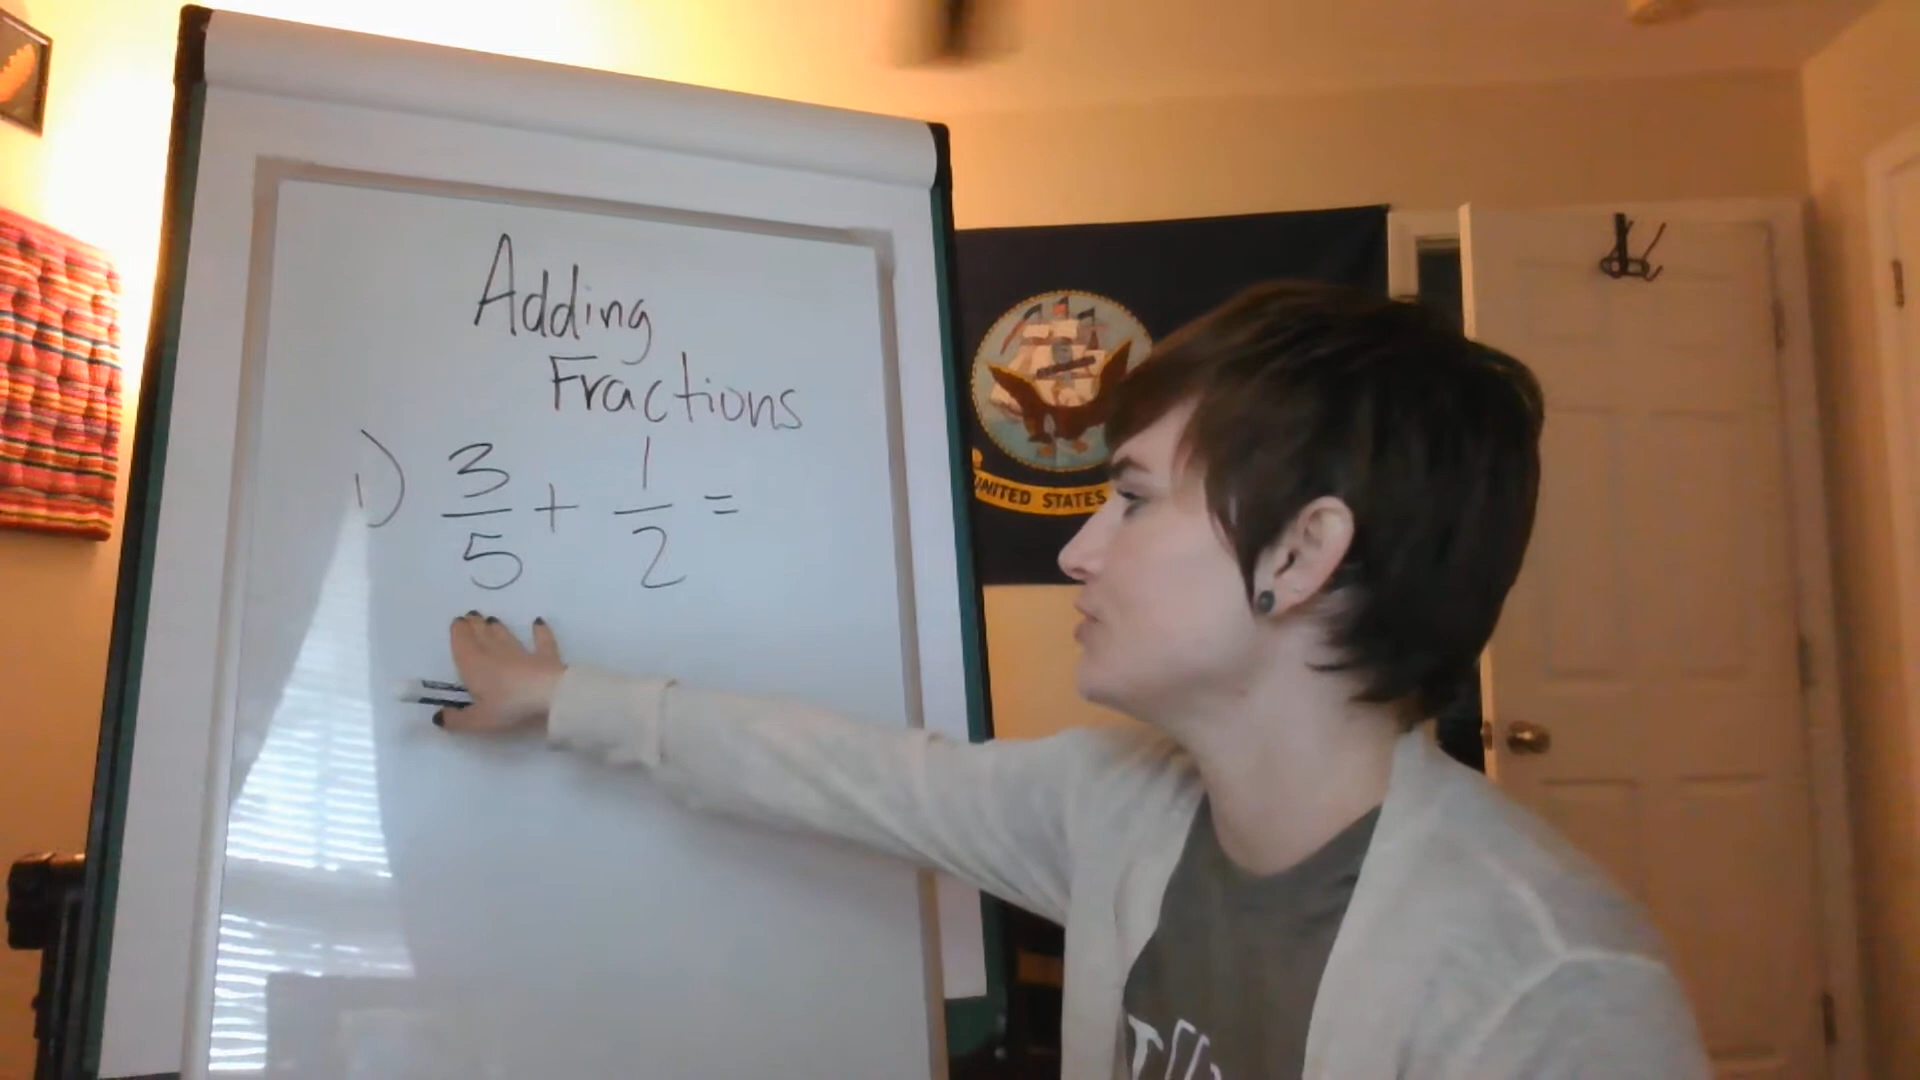 Adding
Fractions
1) 3/5 + 1/2 =
UNITED STATES